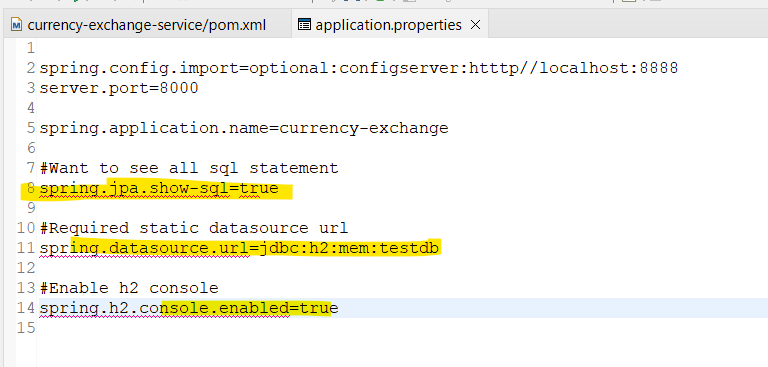 currency-exchange-service/pom.xml
application.properties
1
2 spring.config.import=optional:configserver:htttp//localhost:8888
3 server.port=8000
4
5 spring.application.name=currency-exchange
6
7 #Want to see all sql statement
8 spring.jpa.show-sql=true
9
10 #Required static datasource url
11 spring.datasource.url=jdbc:h2:mem:testdb
12
13 #Enable h2 console
14 spring.h2.console.enabled=true
15